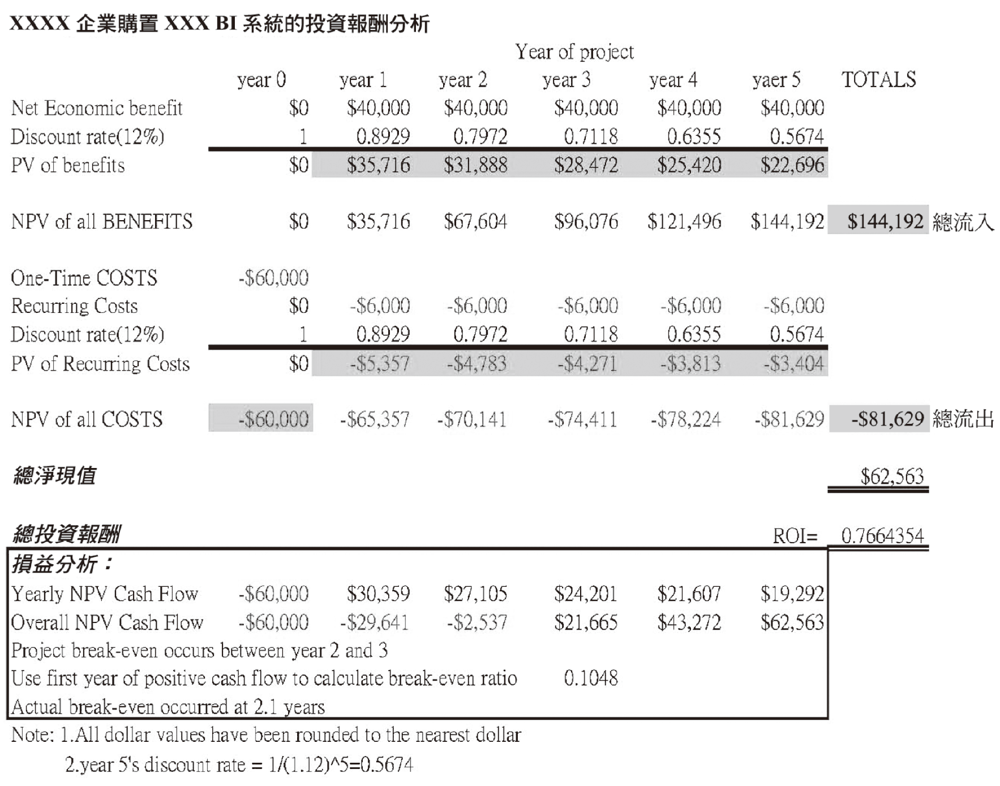 XXXX 企業購置 XXX BI 系統的投資報酬分析
Year of project
year 0 year 1 year 2 year 3 year 4 yaer 5 TOTALS
Net Economic benefit $0 $40,000 $40,000 $40,000 $40,000 $40,000
Discount rate(12%) 1 0.8929 0.7972 0.7118 0.6355 0.5674
PV of benefits $0 $35,716 $31,888 $28,472 $25,420 $22,696
NPV of all BENEFITS $0 $35,716 $67,604 $96,076 $121,496 $144,192 $144,192 總流入
One-Time COSTS -$60,000
Recurring Costs $0 -$6,000 -$6,000 -$6,000 -$6,000 -$6,000
Discount rate(12%) 1 0.8929 0.7972 0.7118 0.6355 0.5674
PV of Recurring Costs $0 -$5,357 -$4,783 -$4,271 -$3,813 -$3,404
NPV of all COSTS -$60,000 -$65,357 -$70,141 -$74,411 -$78,224 -$81,629 -$81,629 總流出
總淨現值 $62,563
總投資報酬 ROI= 0.7664354
損益分析：
Yearly NPV Cash Flow -$60,000 $30,359 $27,105 $24,201 $21,607 $19,292
Overall NPV Cash Flow -$60,000 -$29,641 -$2,537 $21,665 $43,272 $62,563
Project break-even occurs between year 2 and 3
Use first year of positive cash flow to calculate break-even ratio 0.1048
Actual break-even occurred at 2.1 years
Note: 1.All dollar values have been rounded to the nearest dollar
2.year 5's discount rate = 1/(1.12)^5=0.5674